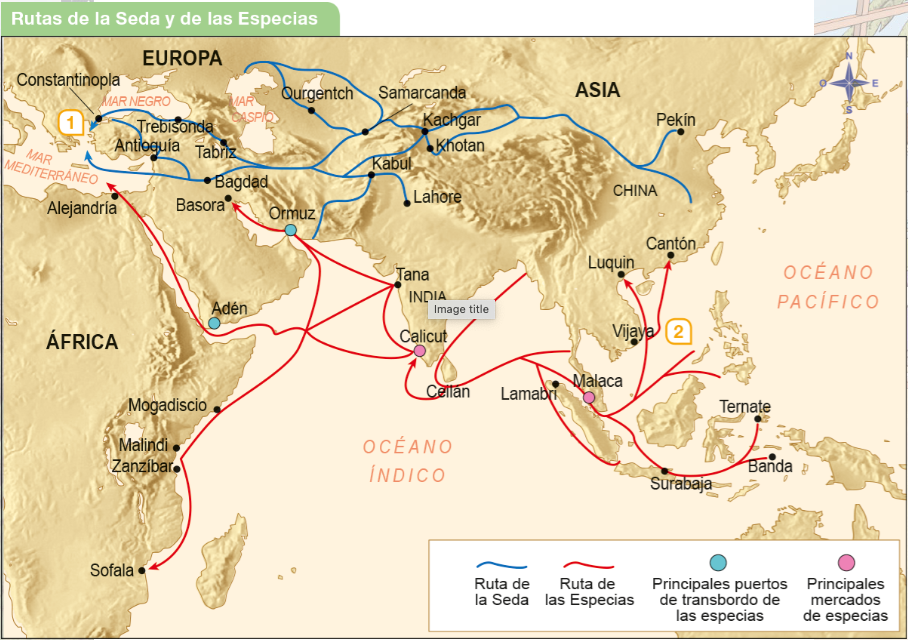 Rutas de la Seda y de las Especias
EUROPA
Constantinopla
MAR NEGRO
MAR
CASPIO
Ourgentch
Samarcanda
ASIA
N
O
E
S
1
Trebisonda
Kachgar
Pekín
Antioquía
Tabriz
Khotan
MAR
MEDITERRÁNEO
Kabul
Bagdad
CHINA
Alejandría
Basora
Lahore
Ormuz
Cantón
Luquin
OCÉANO
PACÍFICO
Tana
INDIA
Image title
Adén
ÁFRICA
Calicut
Vijaya
2
Ceilán
Lamabri
Malaca
Mogadiscio
Ternate
Malindi
Zanzíbar
OCÉANO
ÍNDICO
Banda
Surabaja
Sofala
Ruta de
la Seda
Ruta de
las Especias
Principales puertos
de transbordo de
las especias
Principales
mercados
de especias